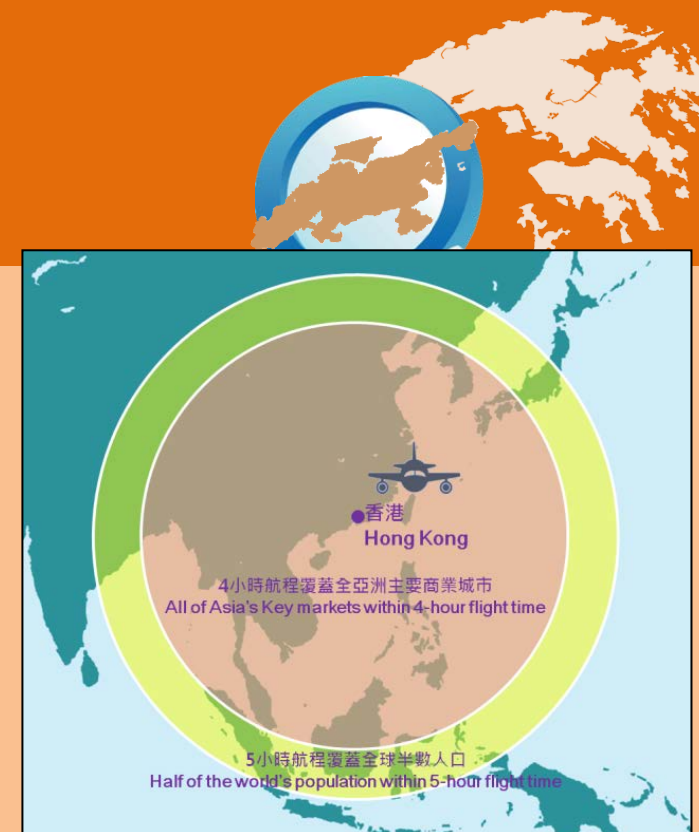 香港
Hong Kong
4小時航程覆蓋全亞洲主要商業城市
All of Asia's Key markets within 4-hour flight time
5小時航程覆蓋全球半數人口
Half of the world's population within 5-hour flight time